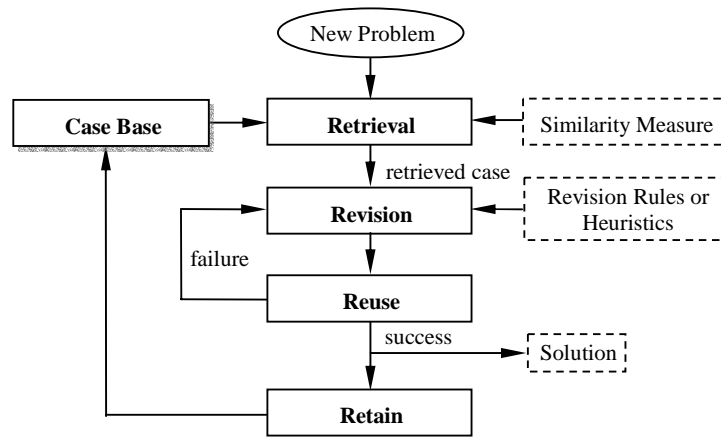 New Problem
Case Base
Retrieval
Similarity Measure
retrieved case
Revision
Revision Rules or
Heuristics
failure
Reuse
success
Solution
Retain